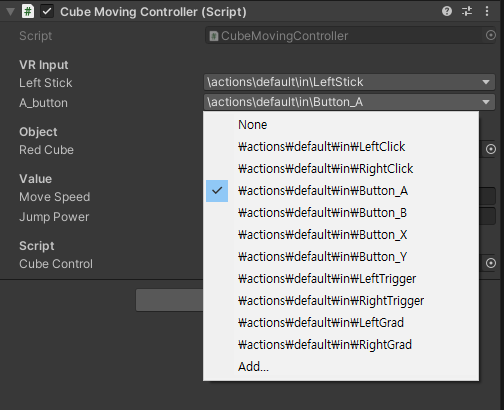 Cube Moving Controller (Script)
Script
CubeMovingController
VR Input
Left Stick
\actions\default\in\LeftStick
A_button
\actions\default\in\Button_A
None
₩actions₩default₩in₩LeftClick
Object
Red Cube
₩actions₩default₩in₩RightClick
Value
Move Speed
₩actions₩default₩in₩Button_A
Jump Power
₩actions₩default₩in₩Button_B
₩actions₩default₩in₩Button_X
Script
₩actions₩default₩in₩Button_Y
Cube Control
₩actions₩default₩in₩LeftTrigger
₩actions₩default₩in₩RightTrigger
₩actions₩default₩in₩LeftGrad
₩actions₩default₩in₩RightGrad
Add...